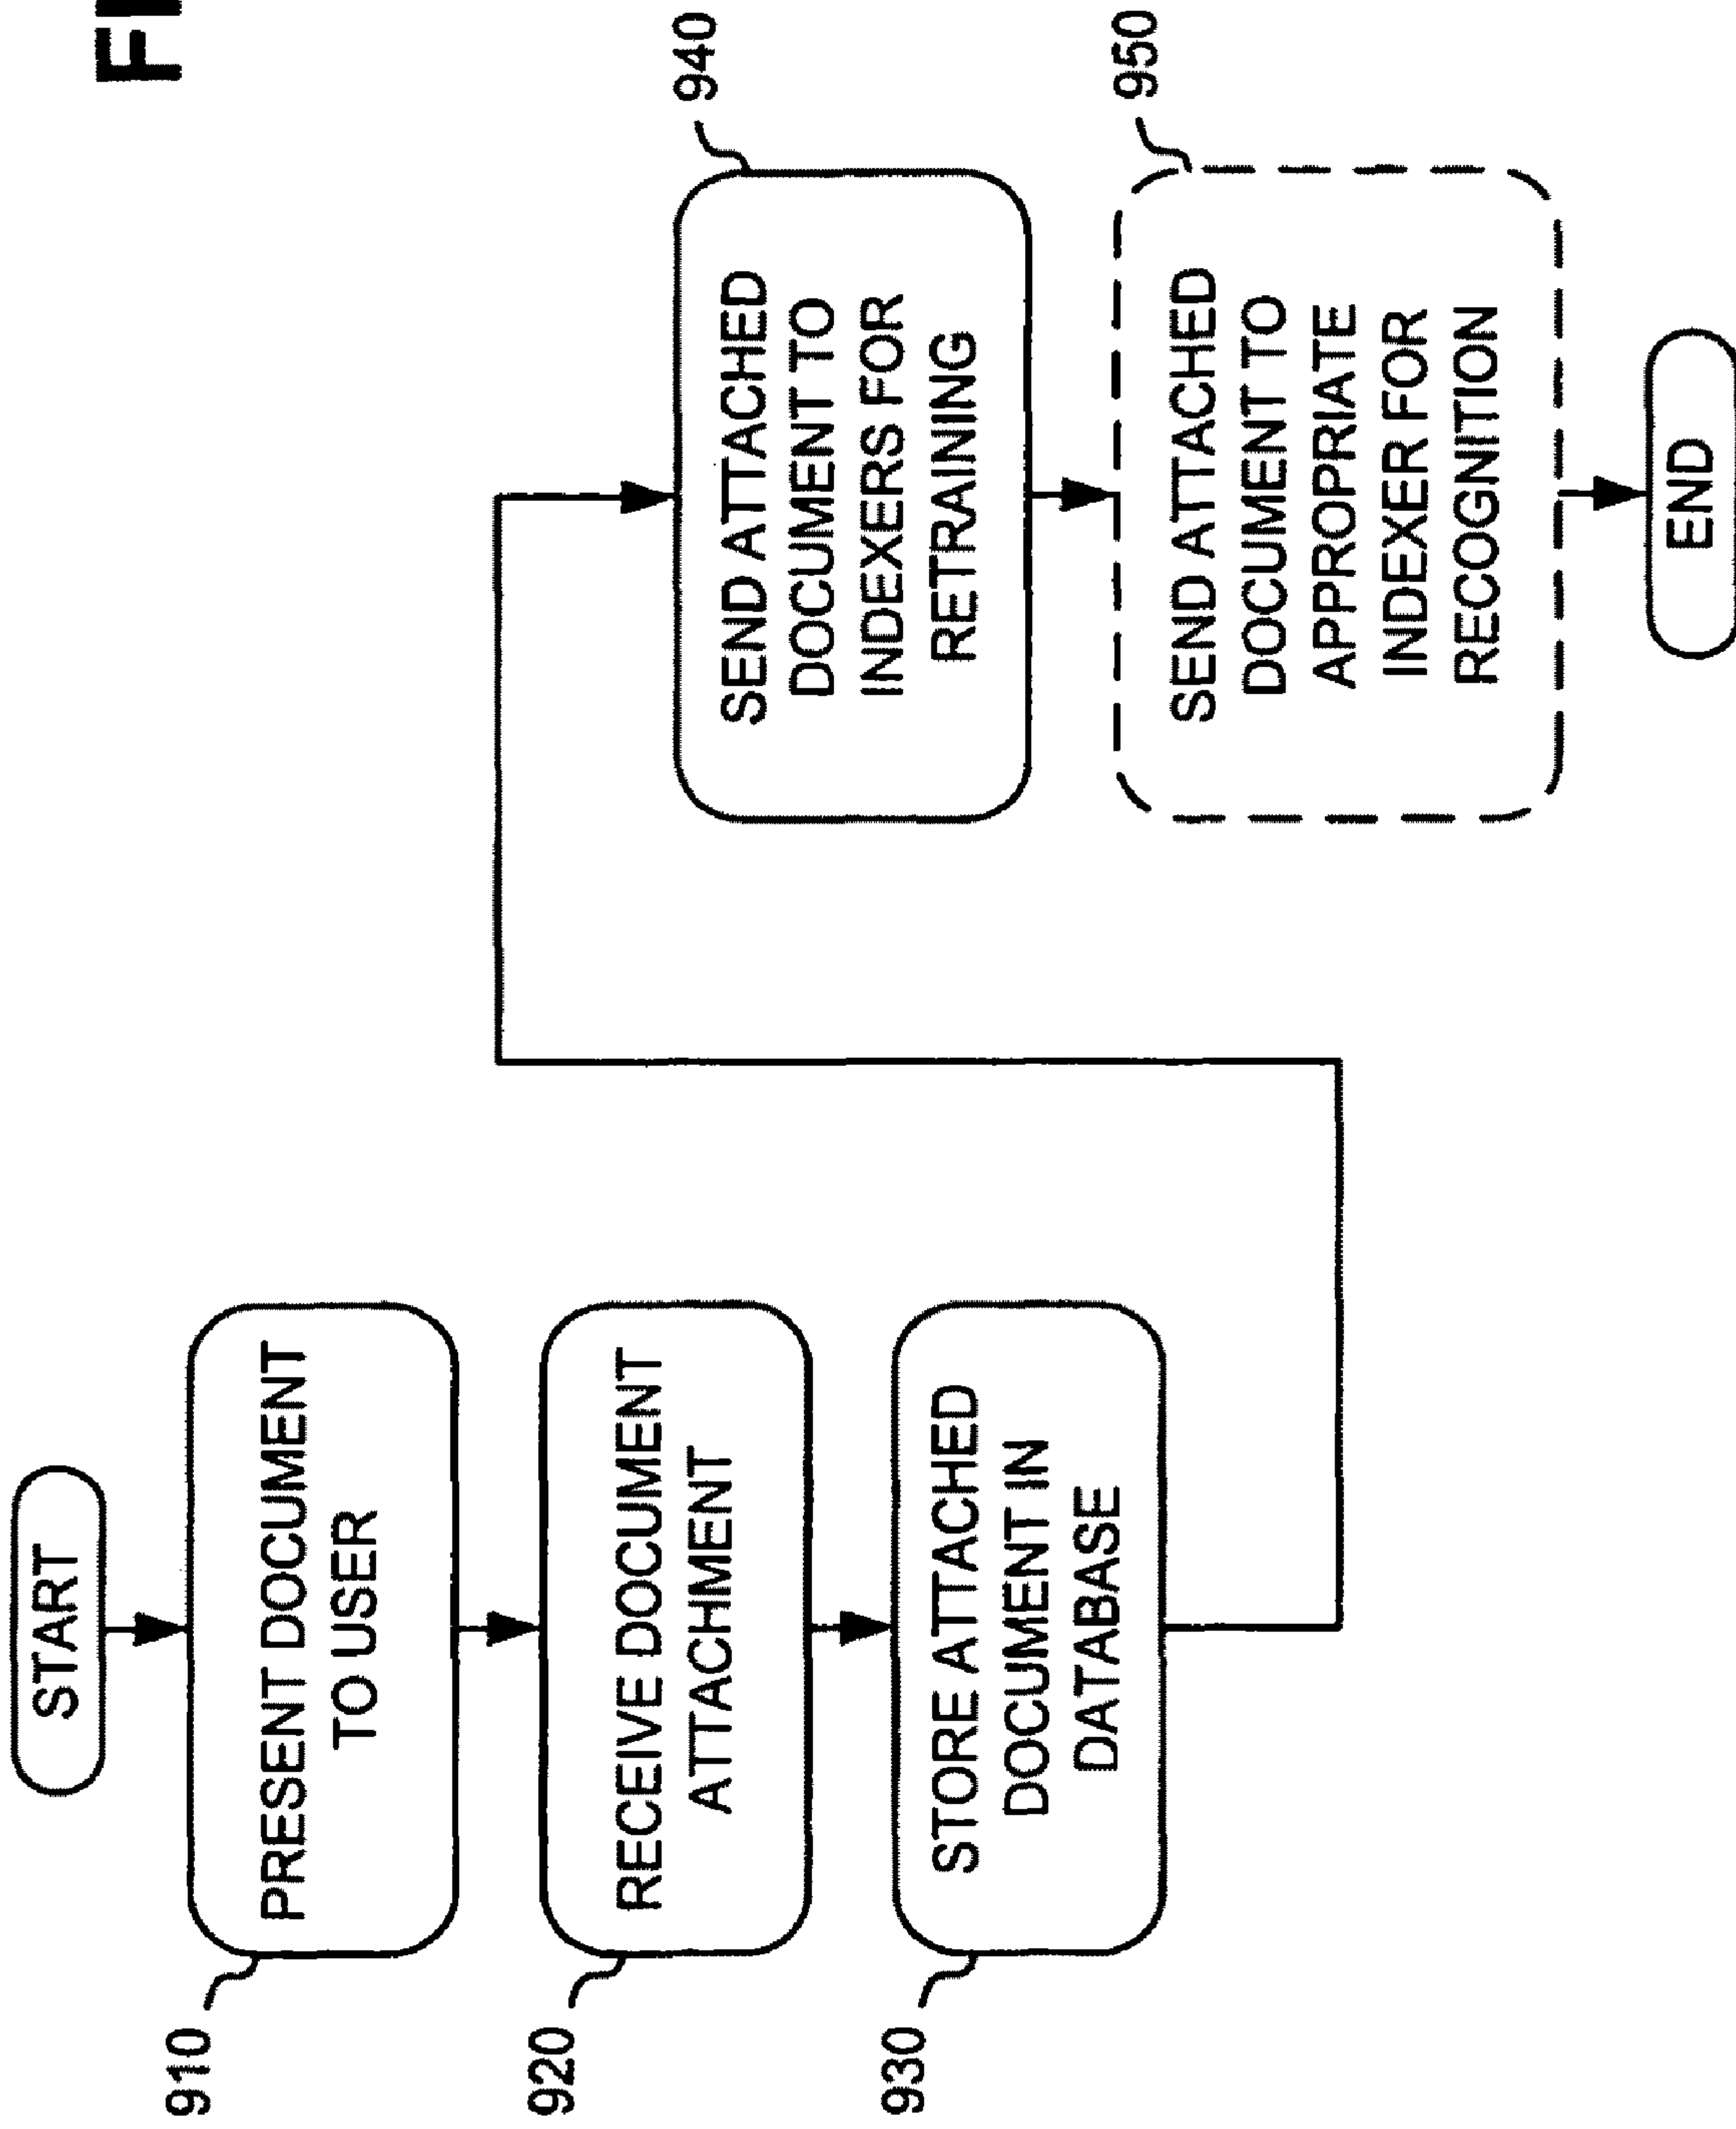 START
910
PRESENT DOCUMENT
TO USER
920
RECEIVE DOCUMENT
ATTACHMENT
930
STORE ATTACHED
DOCUMENT IN
DATABASE
940
SEND ATTACHED
DOCUMENT TO
INDEXERS FOR
RETRAINING
950
SEND ATTACHED
DOCUMENT TO
APPROPRIATE
INDEXER FOR
RECOGNITION
END